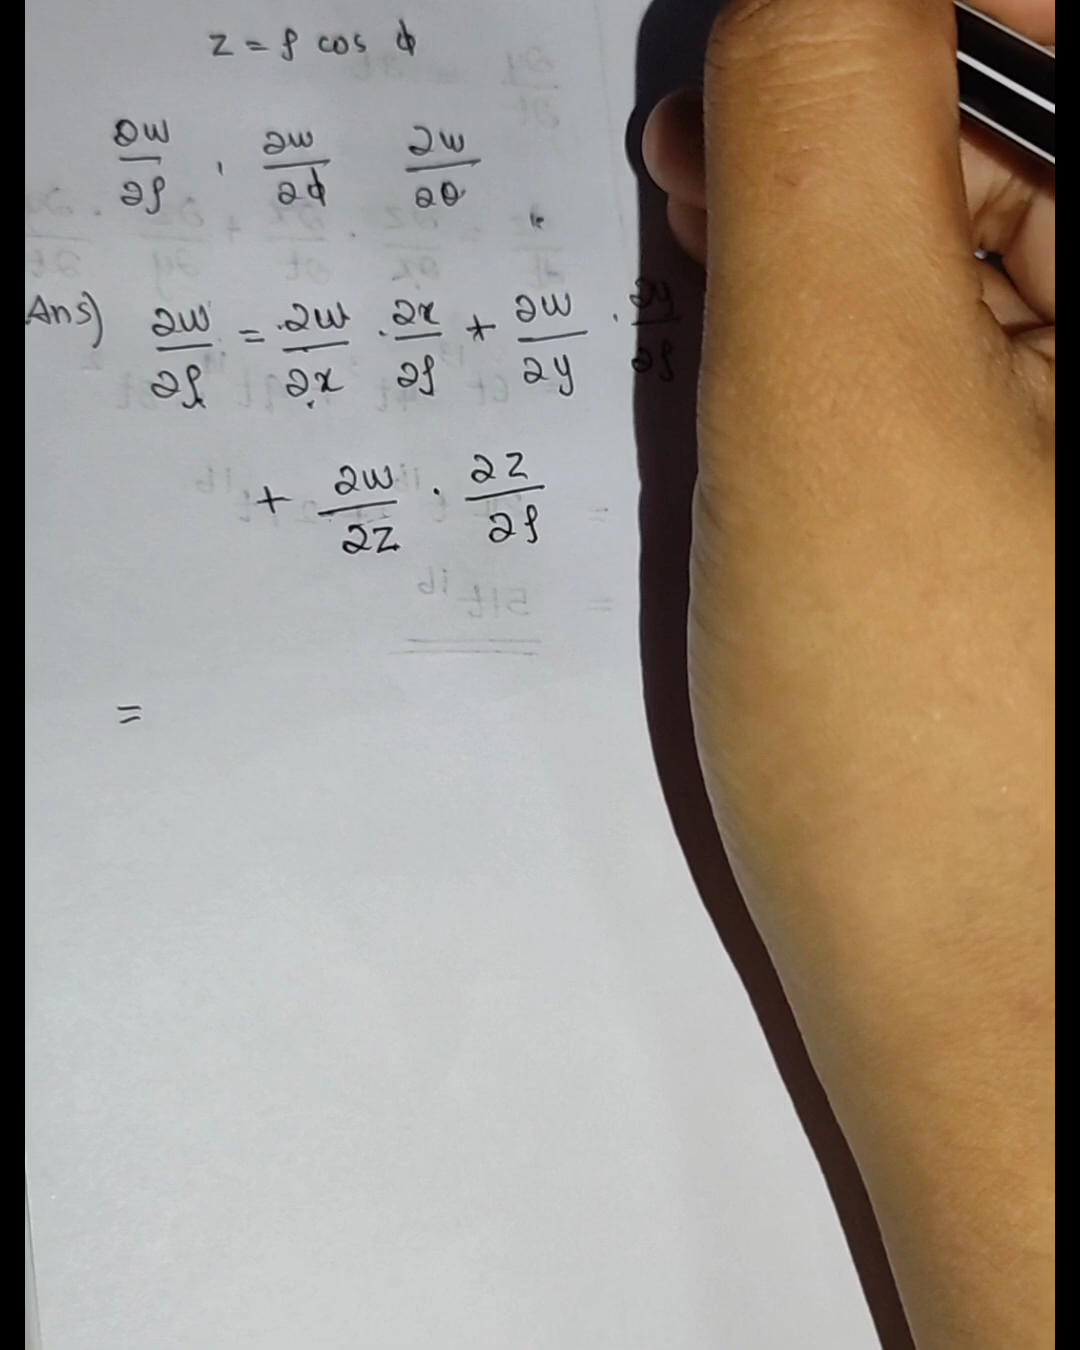 z = ρ cos ϕ
∂w/∂ρ , ∂w/∂ϕ ∂w/∂θ
Ans) ∂w/∂ρ = ∂w/∂x · ∂x/∂ρ + ∂w/∂y · ∂y/∂ρ
+ ∂w/∂z · ∂z/∂ρ
=